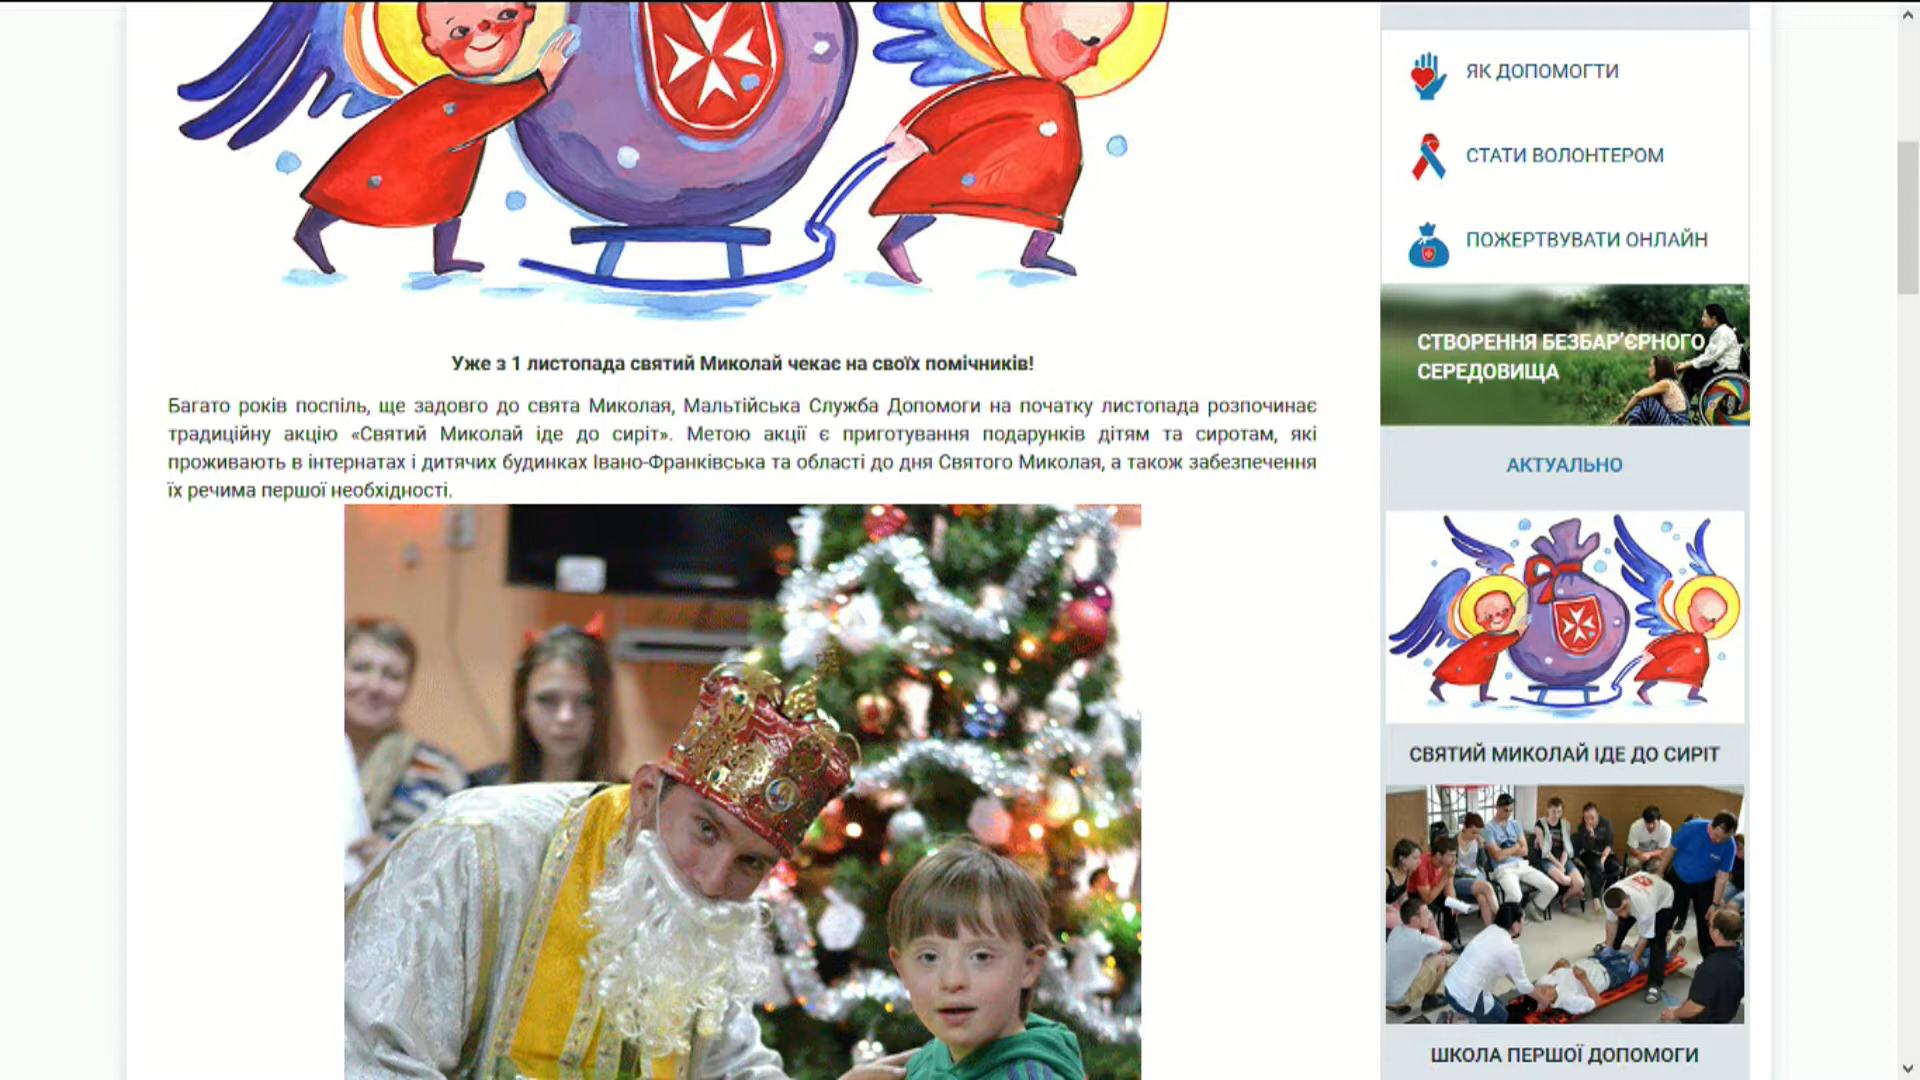 ЯК ДОПОМОГТИ
СТАТИ ВОЛОНТЕРОМ
ПОЖЕРТВУВАТИ ОНЛАЙН
СТВОРЕННЯ БЕЗБАР'ЄРНОГО
СЕРЕДОВИЩА
Уже з 1 листопада святий Миколай чекає на своїх помічників!
Багато років поспіль, ще задовго до свята Миколая, Мальтійська Служба Допомоги на початку листопада розпочинає
традиційну акцію «Святий Миколай іде до сиріт». Метою акції є приготування подарунків дітям та сиротам, які
проживають в інтернатах і дитячих будинках Івано-Франківська та області до дня Святого Миколая, а також забезпечення
їх речима першої необхідності.
АКТУАЛЬНО
СВЯТИЙ МИКОЛАЙ ІДЕ ДО СИРІТ
ШКОЛА ПЕРШОЇ ДОПОМОГИ